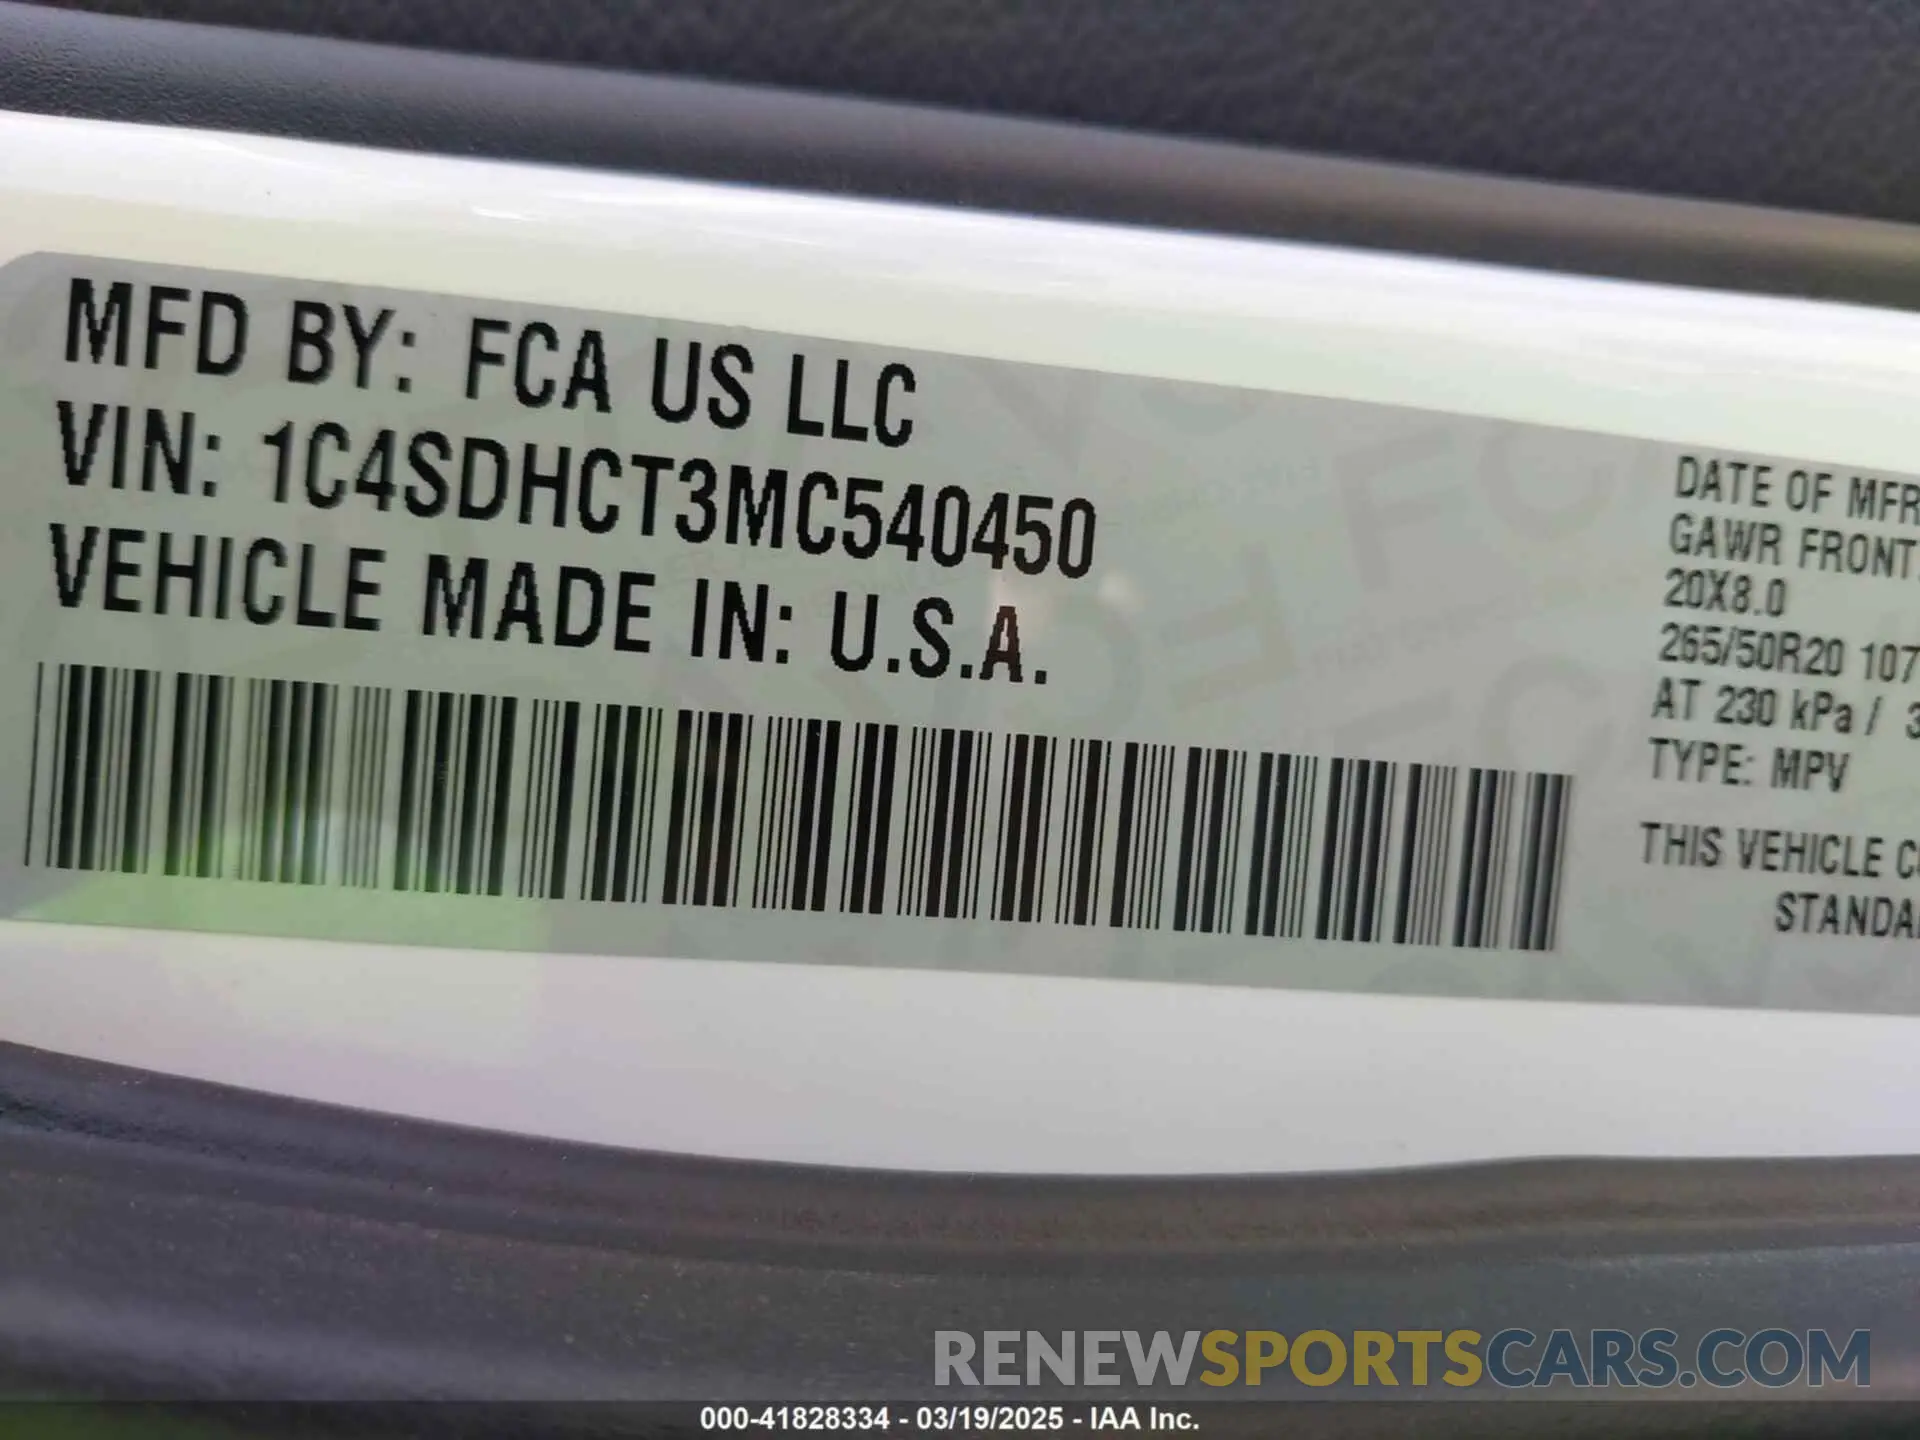 MFD BY: FCA US LLC
VIN: 1C4SDHCT3MC540450
VEHICLE MADE IN: U.S.A.
DATE OF MFR
GAWR FRONT:
20X8.0
265/50R20 107
AT 230 kPa / 3
TYPE: MPV
THIS VEHICLE
STANDA
RENEWSPORTSCARS.COM
000-41828334 - 03/19/2025 - IAA Inc.